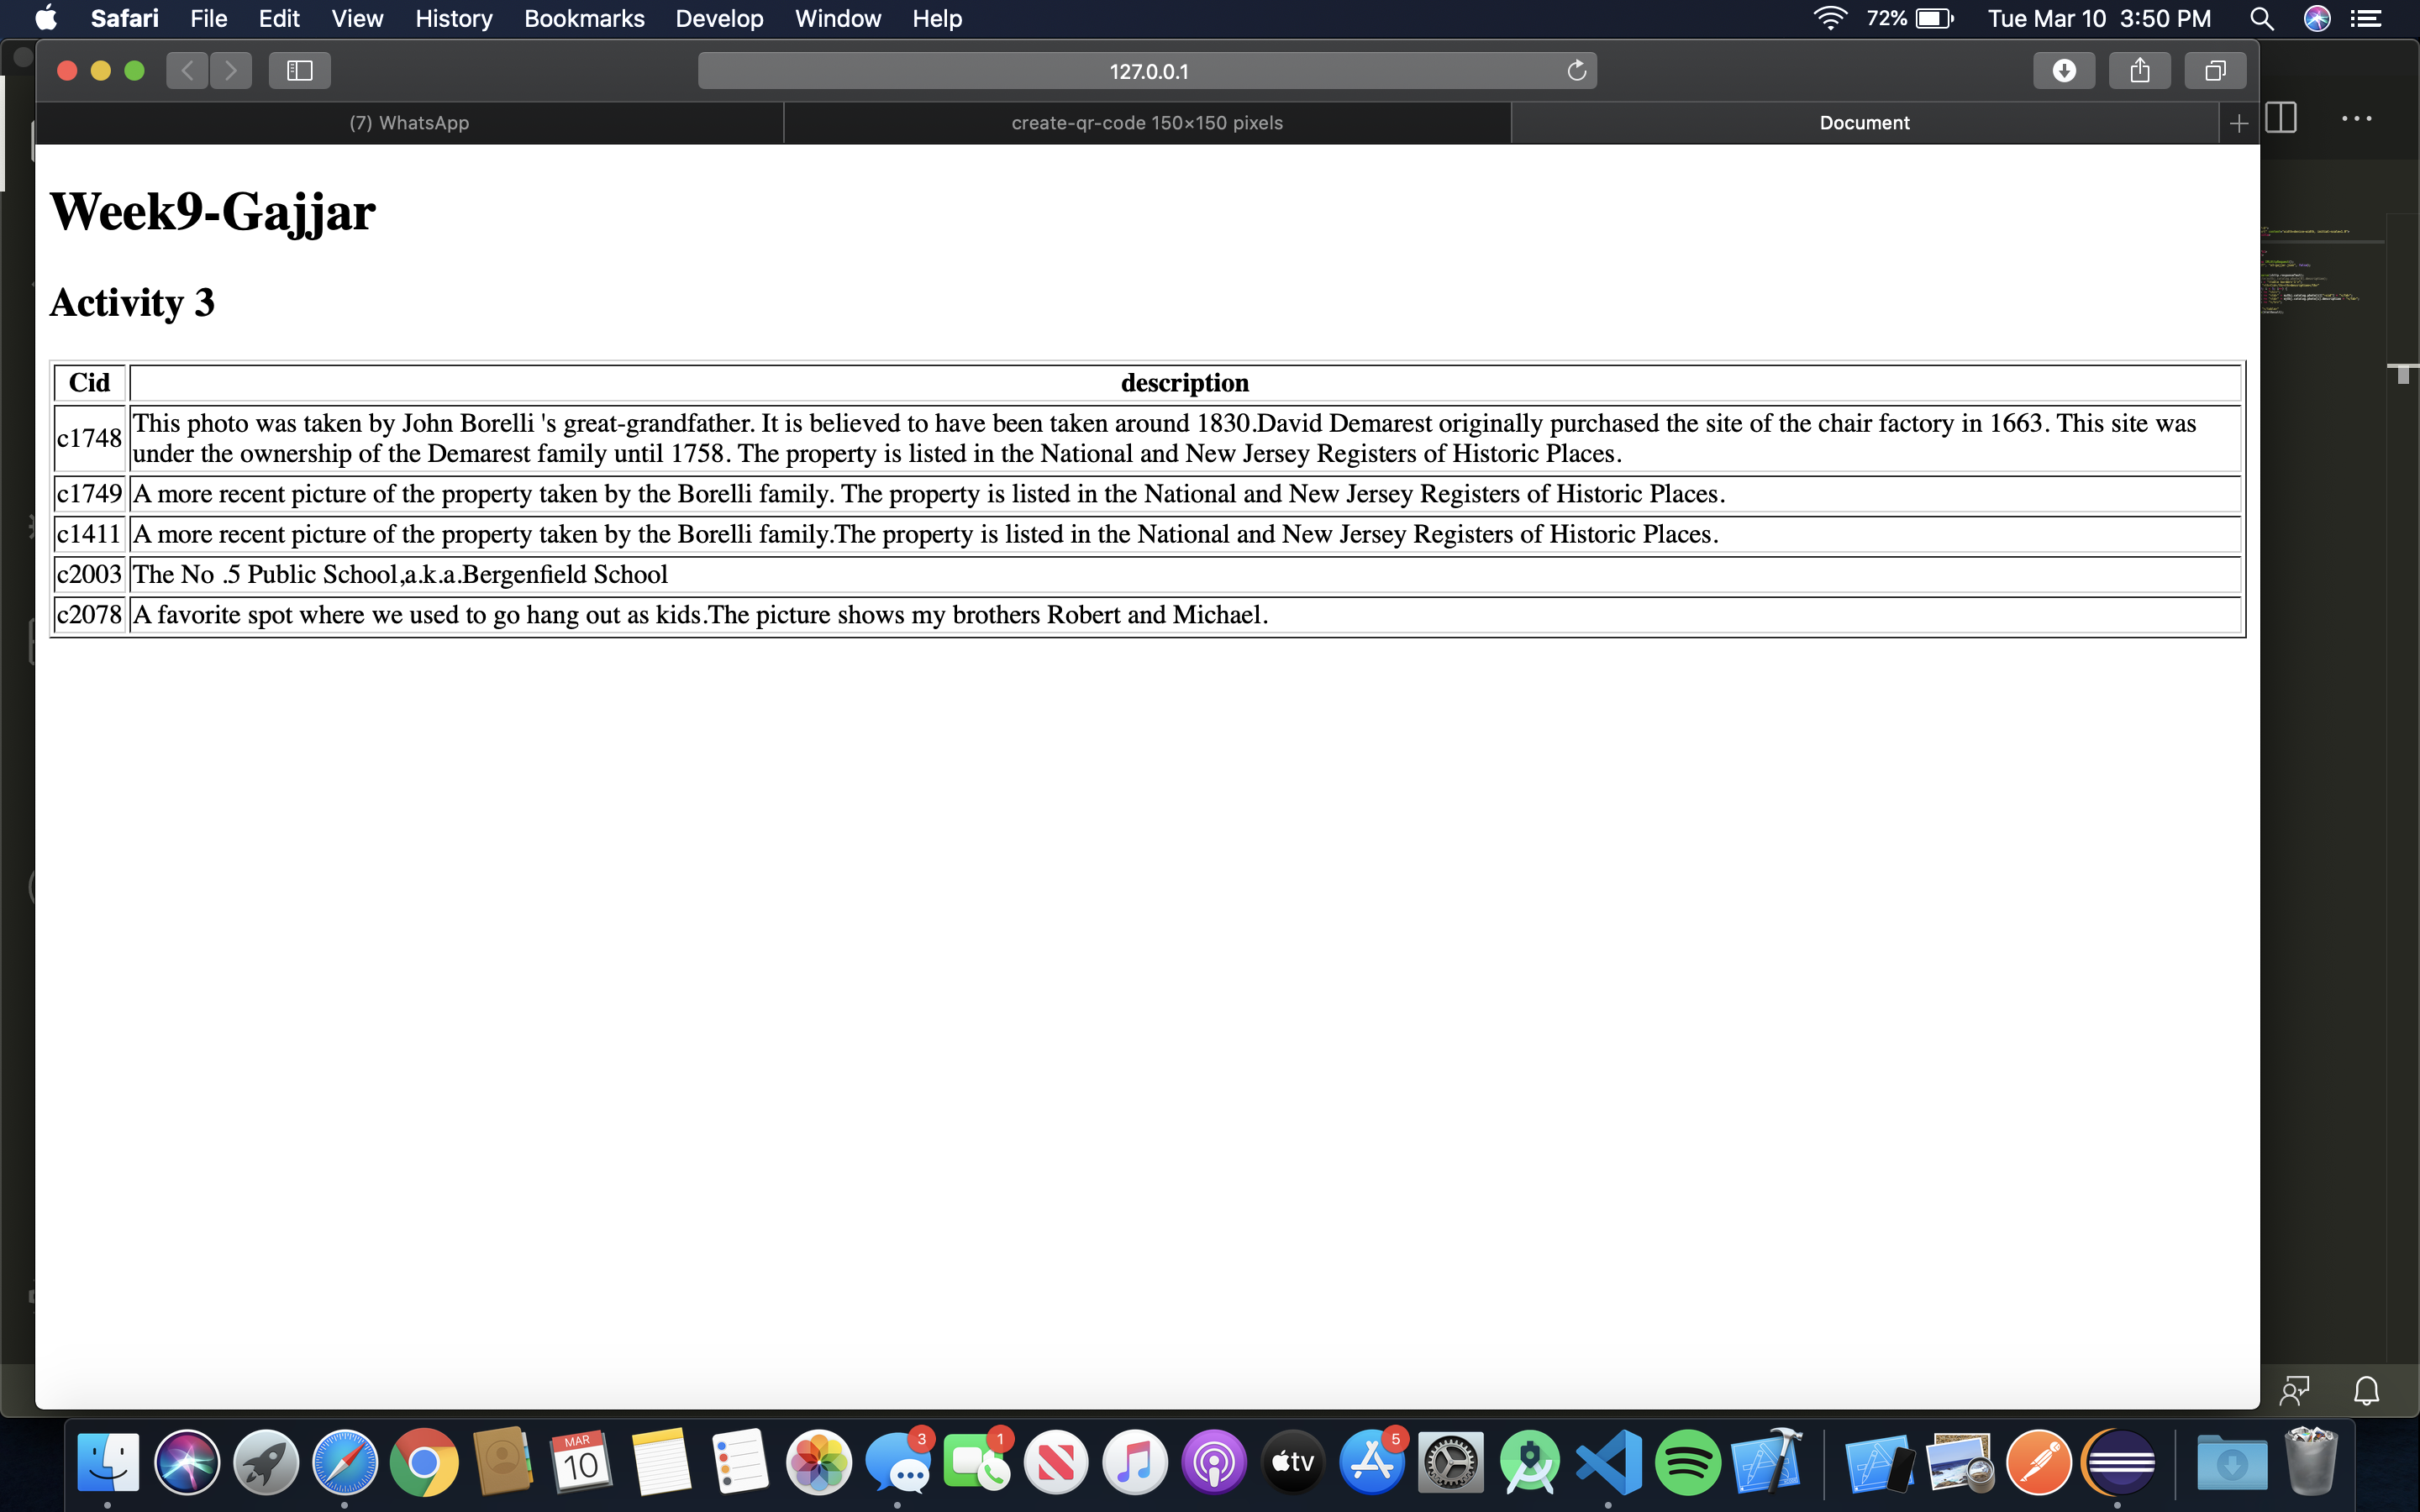 Safari File Edit View History Bookmarks Develop Window Help 72% Tue Mar 10 3:50 PM
127.0.0.1
(7) WhatsApp create-qr-code 150×150 pixels Document
Week9-Gajjar
Activity 3
Cid description
c1748 This photo was taken by John Borelli 's great-grandfather. It is believed to have been taken around 1830.David Demarest originally purchased the site of the chair factory in 1663. This site was
under the ownership of the Demarest family until 1758. The property is listed in the National and New Jersey Registers of Historic Places.
c1749 A more recent picture of the property taken by the Borelli family. The property is listed in the National and New Jersey Registers of Historic Places.
c1411 A more recent picture of the property taken by the Borelli family.The property is listed in the National and New Jersey Registers of Historic Places.
c2003 The No .5 Public School,a.k.a.Bergenfield School
c2078 A favorite spot where we used to go hang out as kids.The picture shows my brothers Robert and Michael.
MAR
10
3
1
tv
5